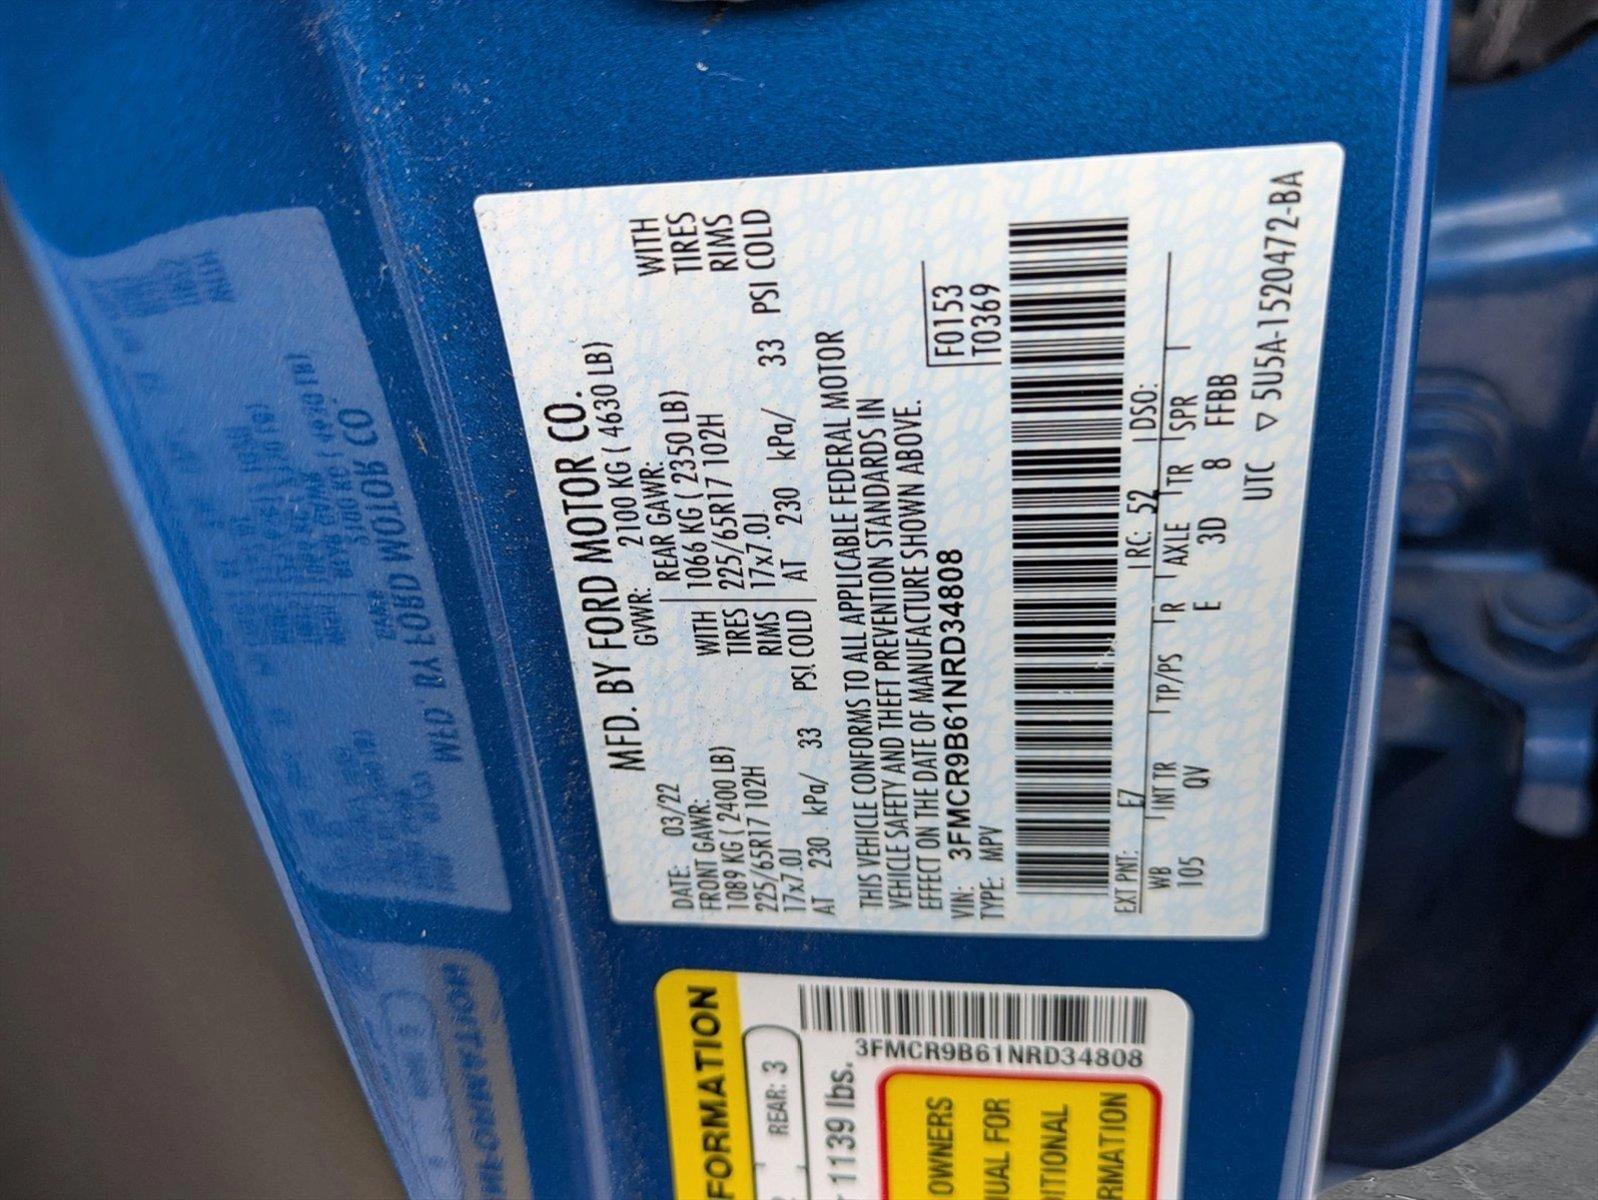 MFD. BY FORD MOTOR CO.
DATE: 03/22 GVWR: 2100 KG ( 4630 LB)
FRONT GAWR: REAR GAWR:
1089 KG ( 2400 LB) WITH 1066 KG ( 2350 LB) WITH
225/65R17 102H TIRES 225/65R17 102H TIRES
17x7.0J RIMS 17x7.0J RIMS
AT 230 kPa/ 33 PSI COLD AT 230 kPa/ 33 PSI COLD
THIS VEHICLE CONFORMS TO ALL APPLICABLE FEDERAL MOTOR
VEHICLE SAFETY AND THEFT PREVENTION STANDARDS IN
EFFECT ON THE DATE OF MANUFACTURE SHOWN ABOVE.
VIN: 3FMCR9B61NRD34808 F0153
TYPE: MPV T0369
EXT PNT: E7 RC: 52 DSO:
WB INT TR TP/PS R AXLE TR SPR
105 QV E 3D 8 FFBB
UTC ▽ 5U5A-1520472-BA
FORMATION
REAR: 3
1139 lbs.
3FMCR9B61NRD34808
OWNERS
UAL FOR
ITIONAL
RMATION